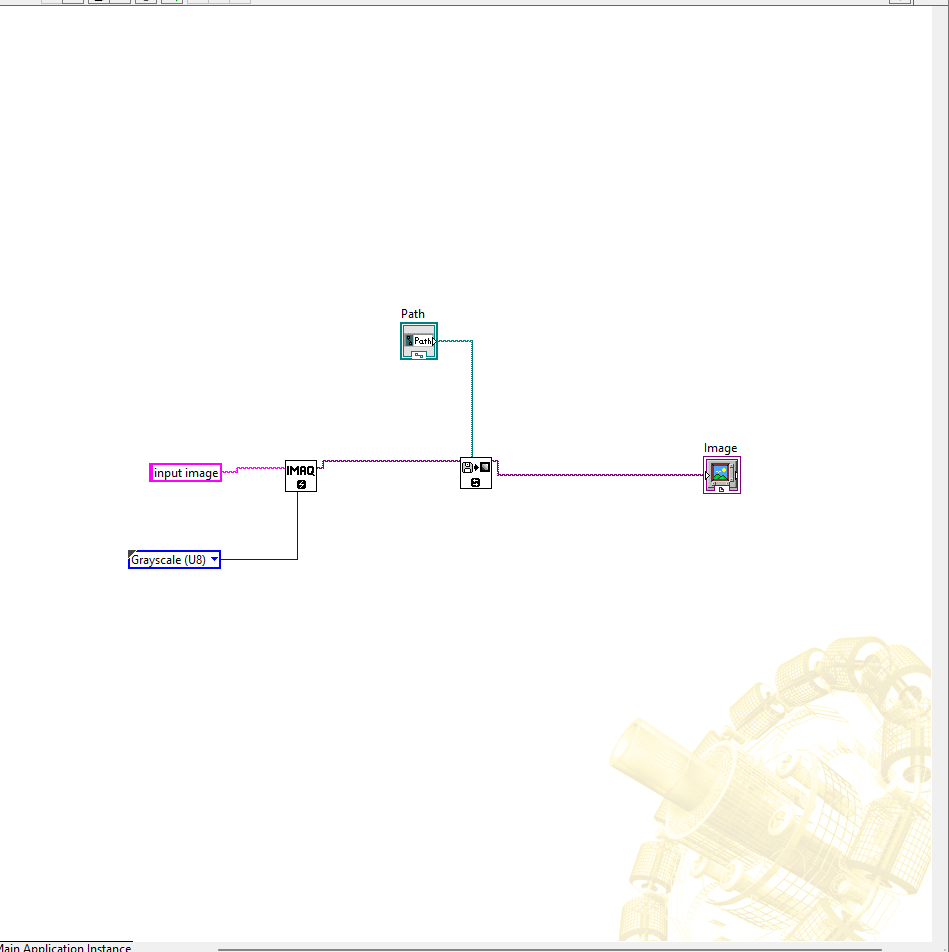 Path
Path
Image
input image
IMAQ
Grayscale (U8)
Main Application Instance